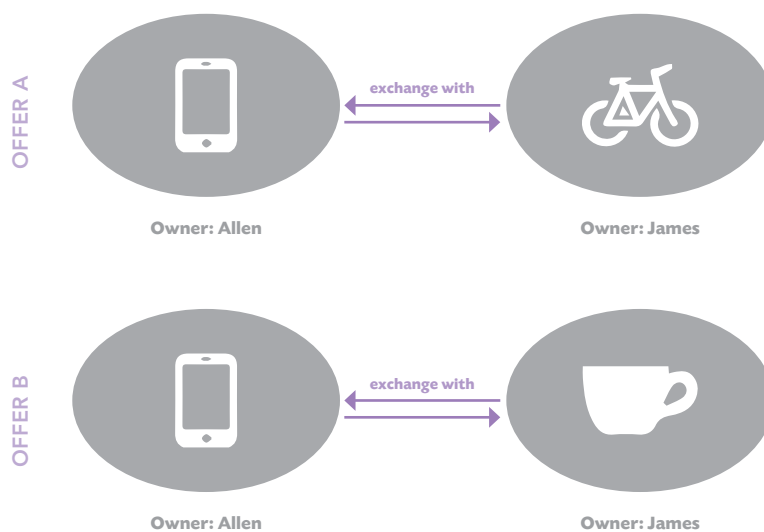 OFFER A
exchange with
Owner: Allen
Owner: James
OFFER B
exchange with
Owner: Allen
Owner: James